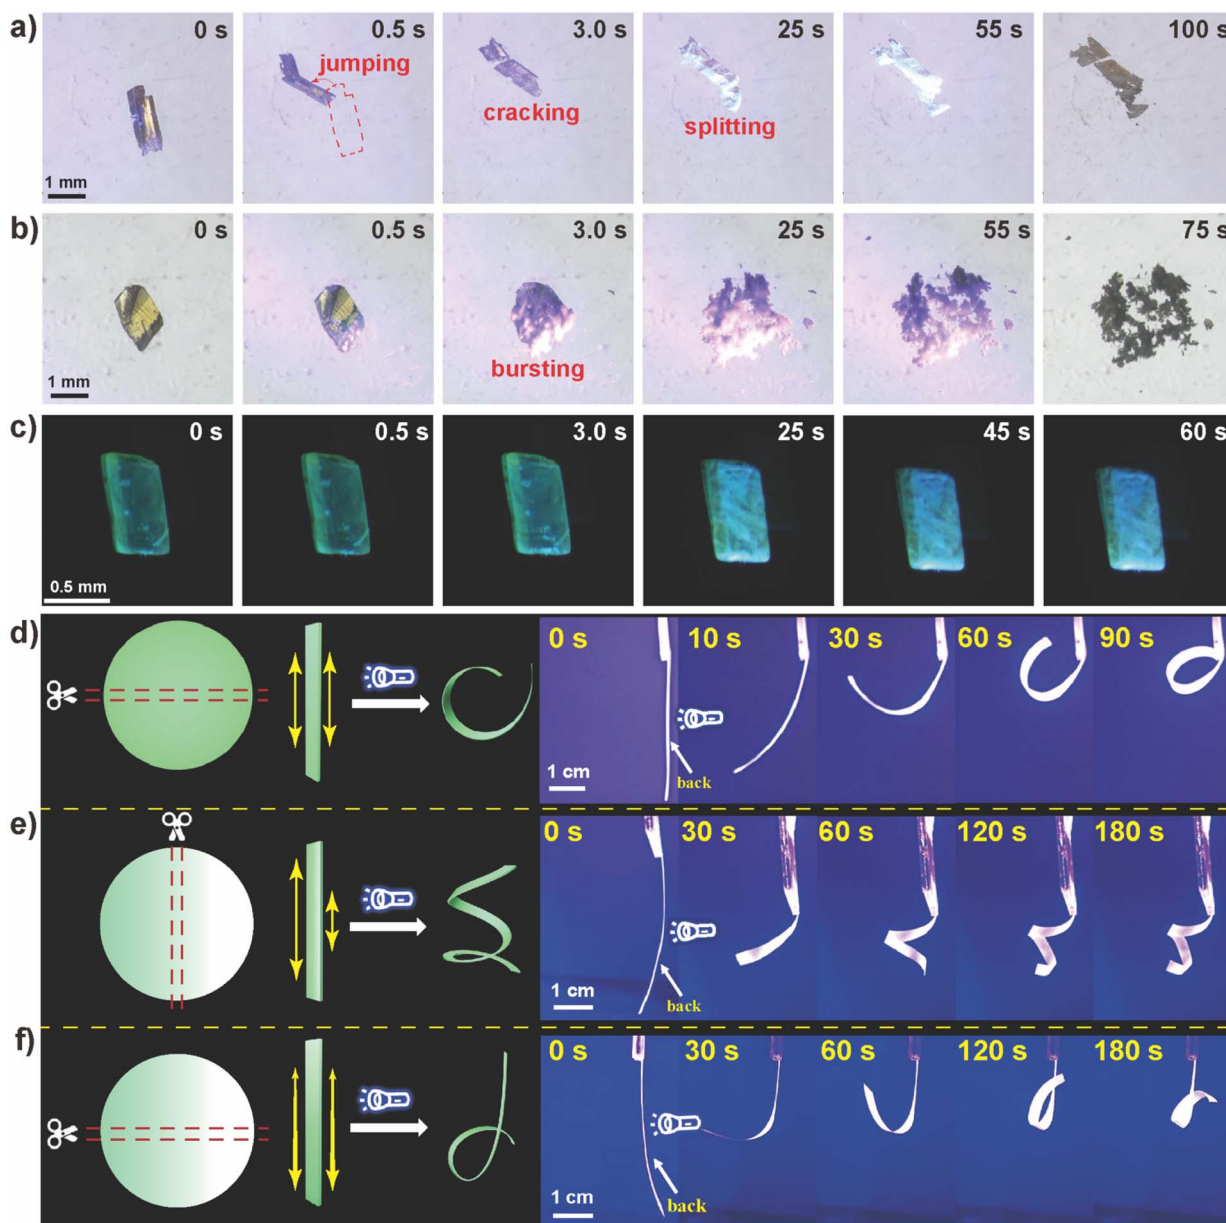 a) 0 s 0.5 s 3.0 s 25 s 55 s 100 s
jumping
cracking
splitting
1 mm
b) 0 s 0.5 s 3.0 s 25 s 55 s 75 s
bursting
1 mm
c) 0 s 0.5 s 3.0 s 25 s 45 s 60 s
0.5 mm
d) 0 s 10 s 30 s 60 s 90 s
back
1 cm
e) 0 s 30 s 60 s 120 s 180 s
back
1 cm
f) 0 s 30 s 60 s 120 s 180 s
back
1 cm